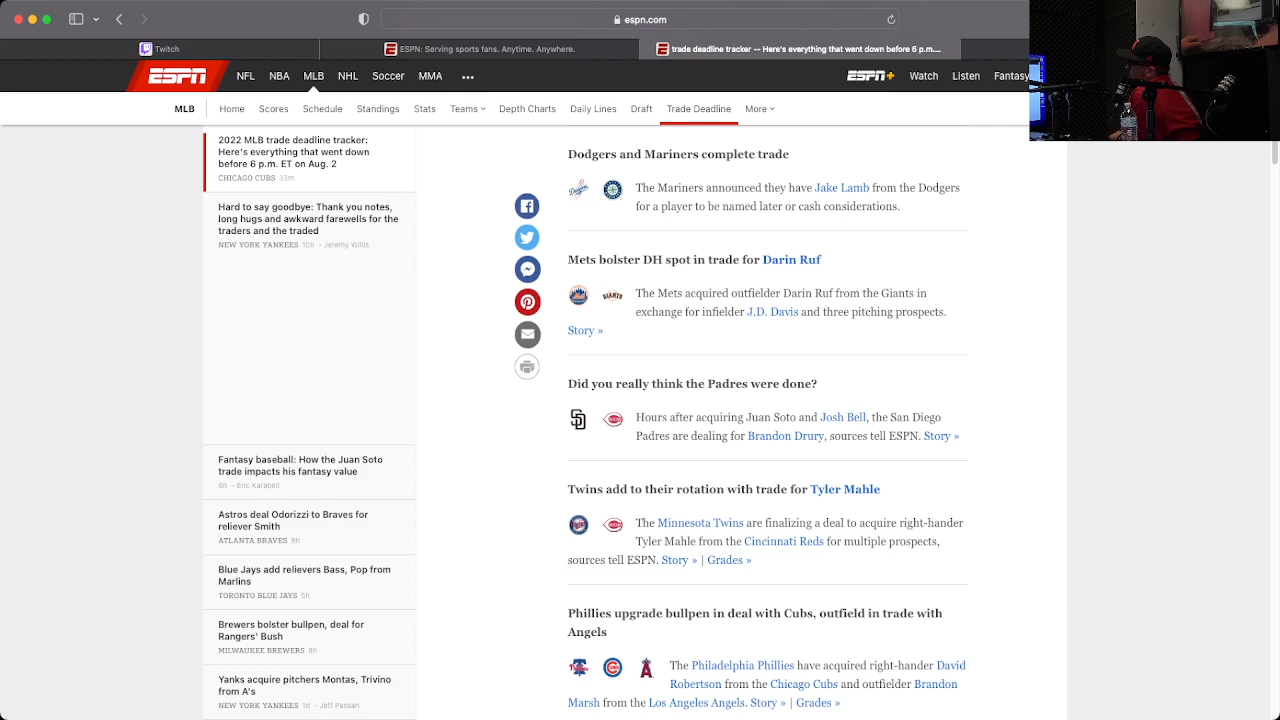 espn.com
Twitch
ESPN: Serving sports fans. Anytime. Anywhere.
trade deadline tracker -- Here's everything that went down before 6 p.m....
ESPN NFL NBA MLB NHL Soccer MMA ••• ESPN+ Watch Listen Fantasy
MLB Home Scores Schedule Standings Stats Teams Depth Charts Daily Lines Draft Trade Deadline More
2022 MLB trade deadline tracker:
Here's everything that went down
before 6 p.m. ET on Aug. 2
CHICAGO CUBS 33m
Hard to say goodbye: Thank you notes,
long hugs and awkward farewells for the
traders and the traded
NEW YORK YANKEES 10h - Jeremy Willis
Fantasy baseball: How the Juan Soto
trade impacts his fantasy value
6h - Eric Karabell
Astros deal Odorizzi to Braves for
reliever Smith
ATLANTA BRAVES 9h
Blue Jays add relievers Bass, Pop from
Marlins
TORONTO BLUE JAYS 5h
Brewers bolster bullpen, deal for
Rangers' Bush
MILWAUKEE BREWERS 8h
Yanks acquire pitchers Montas, Trivino
from A's
NEW YORK YANKEES 1d - Jeff Passan
Dodgers and Mariners complete trade
The Mariners announced they have Jake Lamb from the Dodgers
for a player to be named later or cash considerations.
Mets bolster DH spot in trade for Darin Ruf
The Mets acquired outfielder Darin Ruf from the Giants in
exchange for infielder J.D. Davis and three pitching prospects.
Story »
Did you really think the Padres were done?
Hours after acquiring Juan Soto and Josh Bell, the San Diego
Padres are dealing for Brandon Drury, sources tell ESPN. Story »
Twins add to their rotation with trade for Tyler Mahle
The Minnesota Twins are finalizing a deal to acquire right-hander
Tyler Mahle from the Cincinnati Reds for multiple prospects,
sources tell ESPN. Story » | Grades »
Phillies upgrade bullpen in deal with Cubs, outfield in trade with
Angels
The Philadelphia Phillies have acquired right-hander David
Robertson from the Chicago Cubs and outfielder Brandon
Marsh from the Los Angeles Angels. Story » | Grades »